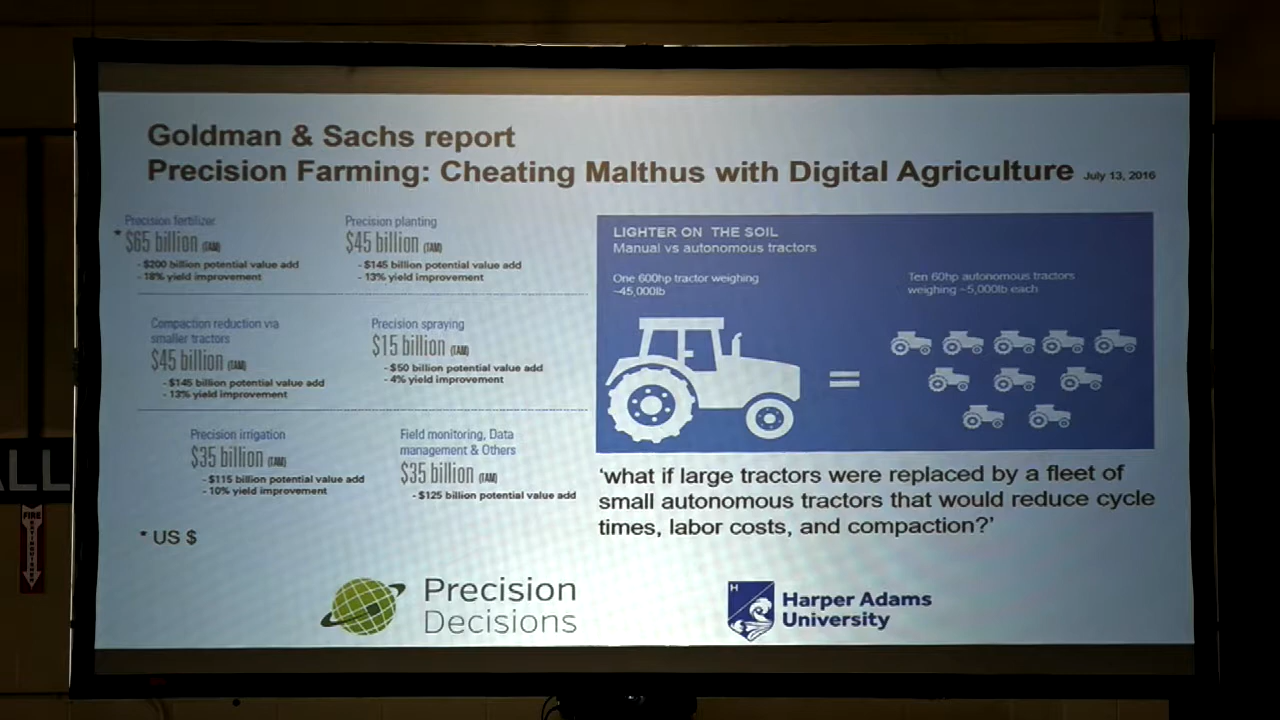 Goldman & Sachs report
Precision Farming: Cheating Malthus with Digital Agriculture July 13, 2016
Precision fertilizer
* $65 billion (TAM)
- $200 billion potential value add
- 18% yield improvement
Precision planting
$45 billion (TAM)
- $145 billion potential value add
- 13% yield improvement
Compaction reduction via
smaller tractors
$45 billion (TAM)
- $145 billion potential value add
- 13% yield improvement
Precision spraying
$15 billion (TAM)
- $50 billion potential value add
- 4% yield improvement
Precision irrigation
$35 billion (TAM)
- $115 billion potential value add
- 10% yield improvement
Field monitoring, Data
management & Others
$35 billion (TAM)
- $125 billion potential value add
* US $
LIGHTER ON THE SOIL
Manual vs autonomous tractors
One 600hp tractor weighing
~45,000lb
Ten 60hp autonomous tractors
weighing ~5,000lb each
=
'what if large tractors were replaced by a fleet of
small autonomous tractors that would reduce cycle
times, labor costs, and compaction?'
Precision
Decisions
H
Harper Adams
University
ALL
FIRE
EXTINGUISHER